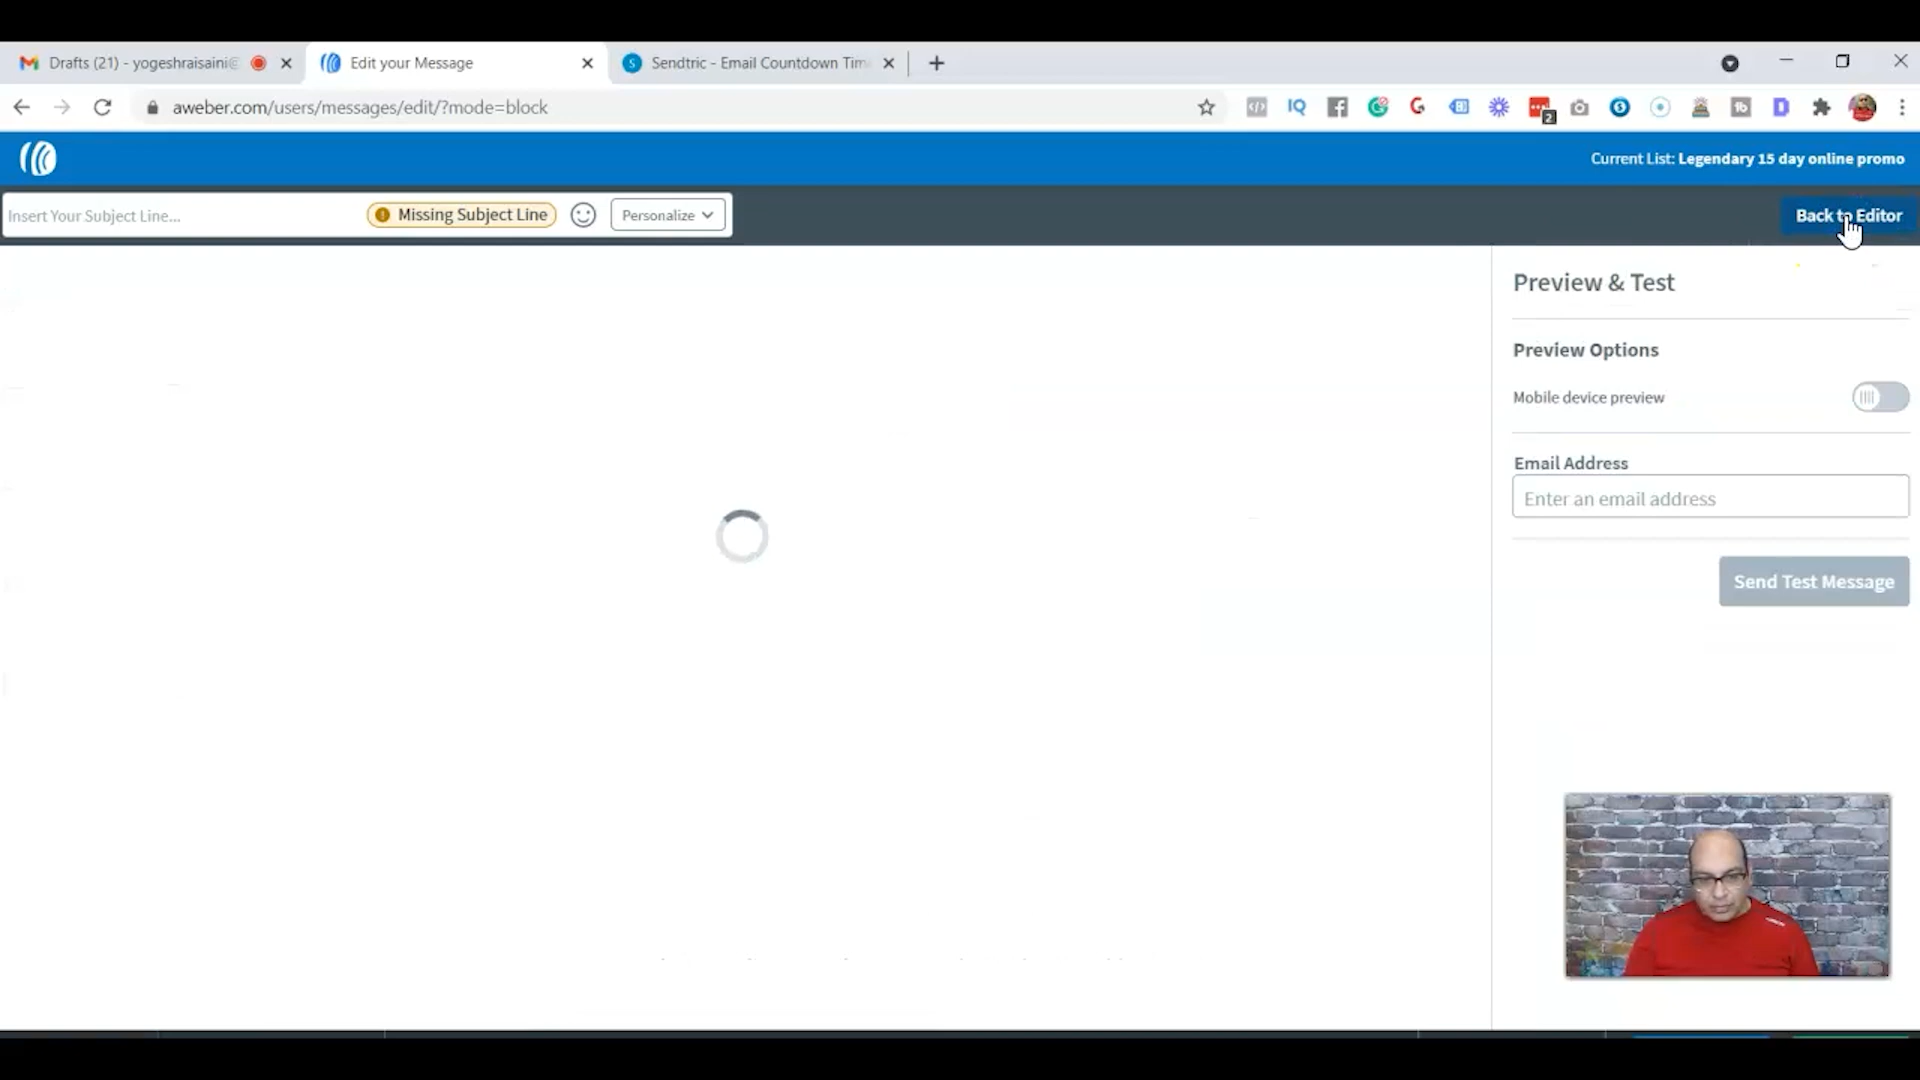 Drafts (21) - yogeshraisaini@
Edit your Message
Sendtric - Email Countdown Tim
aweber.com/users/messages/edit/?mode=block
IQ
2
Current List: Legendary 15 day online promo
Insert Your Subject Line...
Missing Subject Line
Personalize
Back to Editor
Preview & Test
Preview Options
Mobile device preview
Email Address
Enter an email address
Send Test Message